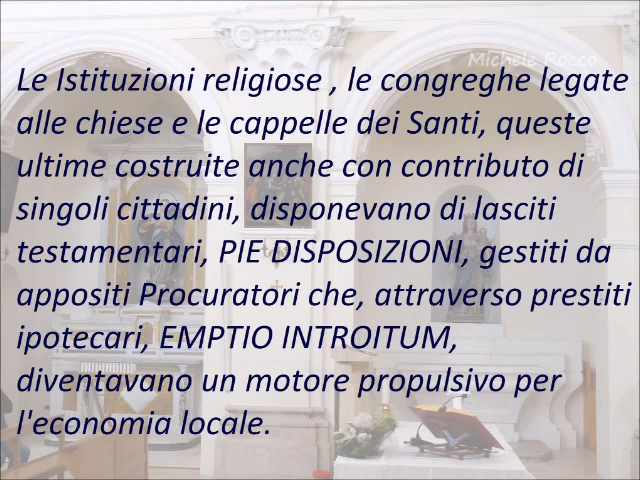 Michele Rocco
Le Istituzioni religiose , le congreghe legate
alle chiese e le cappelle dei Santi, queste
ultime costruite anche con contributo di
singoli cittadini, disponevano di lasciti
testamentari, PIE DISPOSIZIONI, gestiti da
appositi Procuratori che, attraverso prestiti
ipotecari, EMPTIO INTROITUM,
diventavano un motore propulsivo per
l'economia locale.